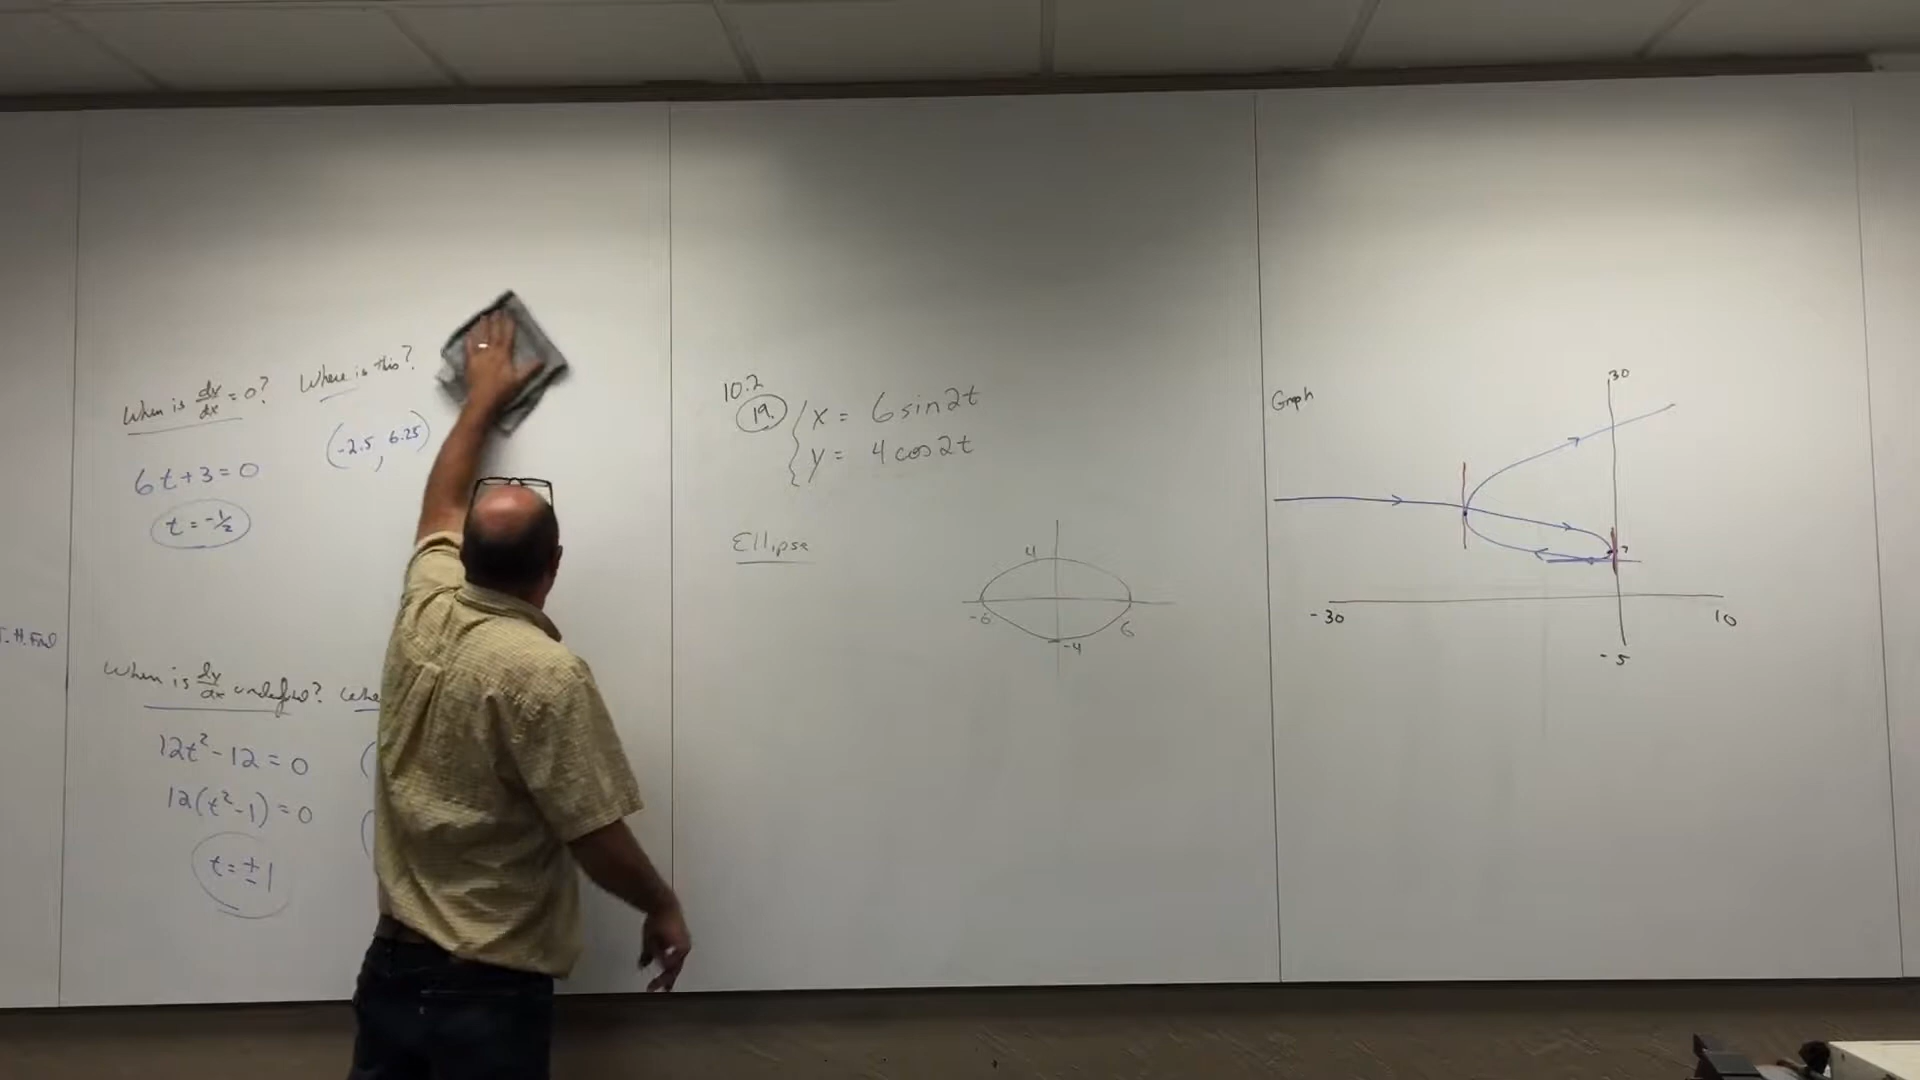 When is dy/dx = 0? Where is this?
6t+3=0
(-2.5, 6.25)
t = -1/2
When is dy/dx undefined?
12t² - 12 = 0
12(t² - 1) = 0
t = ± 1
10.2
19. { x = 6 sin 2t
y = 4 cos 2t
Ellipse
4
-6
6
-4
Graph
30
-30
10
-5